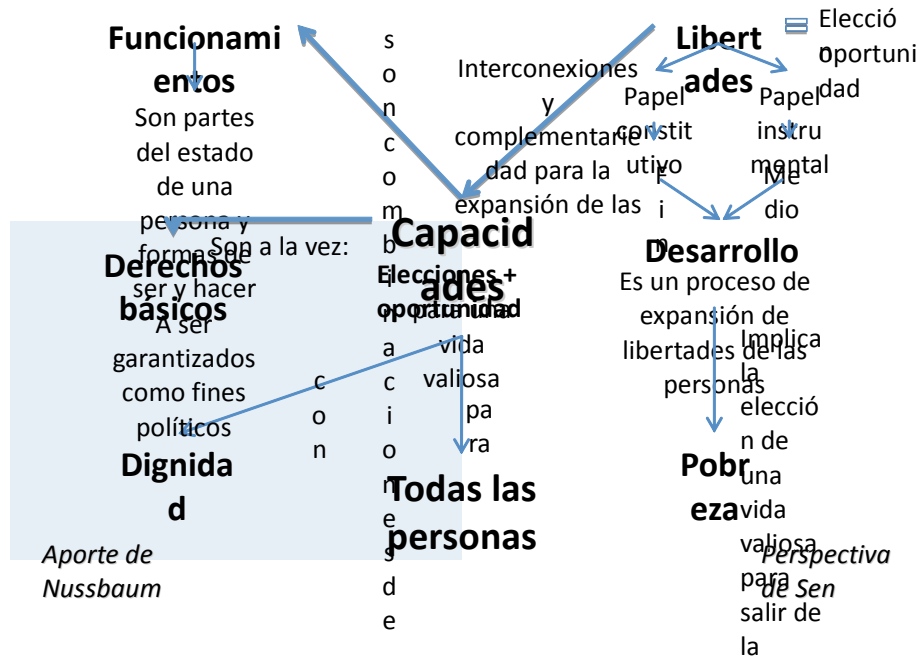 Funcionami
entos
Son partes
del estado
de una
persona y
formas de
ser y hacer
s
o
n
c
o
m
b
i
n
a
c
i
o
n
e
s
d
e
Interconexiones
y
complementarie
dad para la
expansión de las
Libert
ades
Elecció
n
oportuni
dad
Papel
constit
utivo
Papel
instru
mental
F
i
n
Me
dio
Son a la vez:
Capacid
ades
Elecciones +
oportunidad
para una
vida
valiosa
pa
ra
Desarrollo
Es un proceso de
expansión de
libertades de las
personas
Derechos
básicos
A ser
garantizados
como fines
políticos
c
o
n
Implica
la
elecció
n de
una
vida
valiosa
para
salir de
la
Dignida
d
Todas las
personas
Pobr
eza
Aporte de
Nussbaum
Perspectiva
de Sen